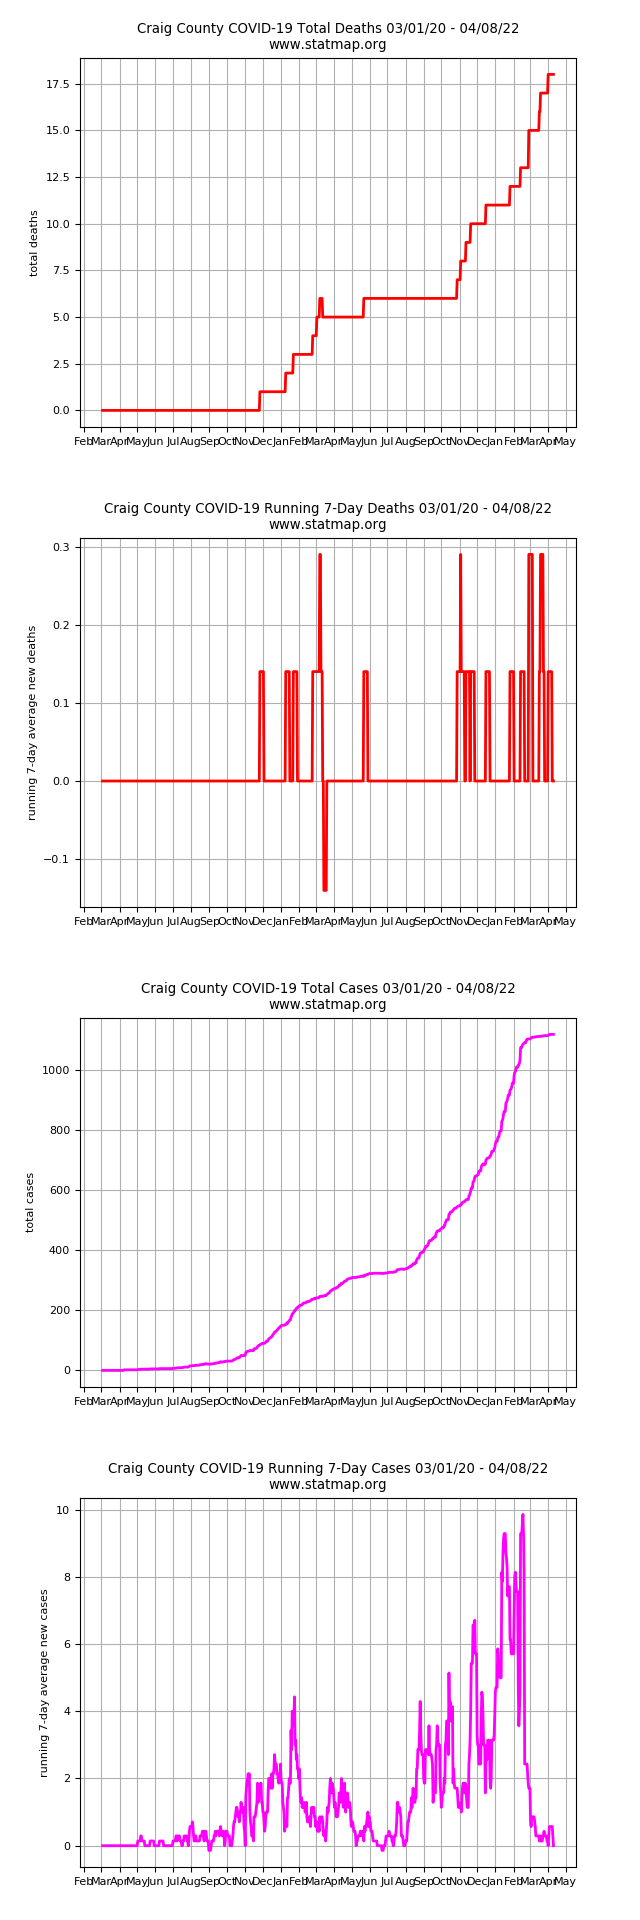 Craig County COVID-19 Total Deaths 03/01/20 - 04/08/22
www.statmap.org
17.5
15.0
12.5
10.0
7.5
5.0
2.5
0.0
total deaths
Feb Mar Apr May Jun Jul Aug Sep Oct Nov Dec Jan Feb Mar Apr May Jun Jul Aug Sep Oct Nov Dec Jan Feb Mar Apr May
Craig County COVID-19 Running 7-Day Deaths 03/01/20 - 04/08/22
www.statmap.org
0.3
0.2
0.1
0.0
−0.1
running 7-day average new deaths
Feb Mar Apr May Jun Jul Aug Sep Oct Nov Dec Jan Feb Mar Apr May Jun Jul Aug Sep Oct Nov Dec Jan Feb Mar Apr May
Craig County COVID-19 Total Cases 03/01/20 - 04/08/22
www.statmap.org
1000
800
600
400
200
0
total cases
Feb Mar Apr May Jun Jul Aug Sep Oct Nov Dec Jan Feb Mar Apr May Jun Jul Aug Sep Oct Nov Dec Jan Feb Mar Apr May
Craig County COVID-19 Running 7-Day Cases 03/01/20 - 04/08/22
www.statmap.org
10
8
6
4
2
0
running 7-day average new cases
Feb Mar Apr May Jun Jul Aug Sep Oct Nov Dec Jan Feb Mar Apr May Jun Jul Aug Sep Oct Nov Dec Jan Feb Mar Apr May